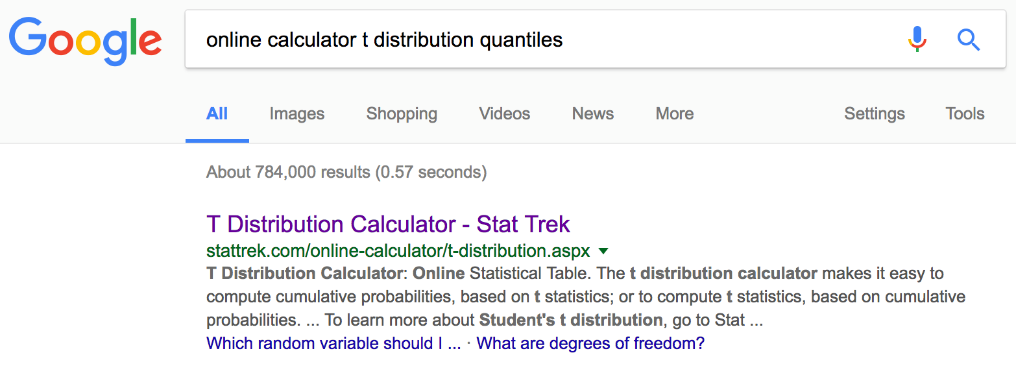 Google online calculator t distribution quantiles
All Images Shopping Videos News More Settings Tools
About 784,000 results (0.57 seconds)
T Distribution Calculator - Stat Trek
stattrek.com/online-calculator/t-distribution.aspx
T Distribution Calculator: Online Statistical Table. The t distribution calculator makes it easy to
compute cumulative probabilities, based on t statistics; or to compute t statistics, based on cumulative
probabilities. ... To learn more about Student's t distribution, go to Stat ...
Which random variable should I ... · What are degrees of freedom?